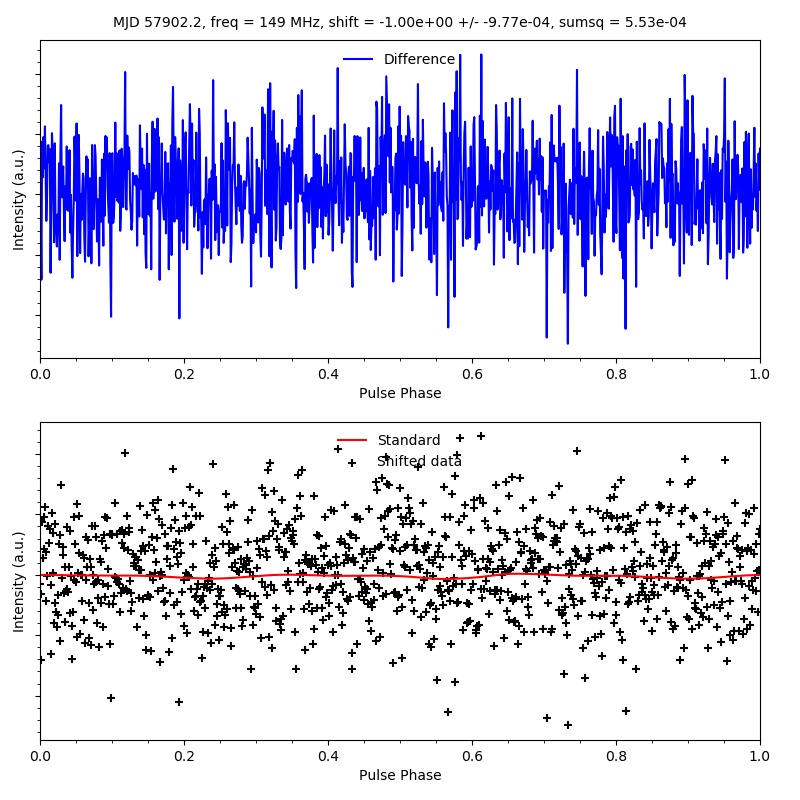 MJD 57902.2, freq = 149 MHz, shift = -1.00e+00 +/- -9.77e-04, sumsq = 5.53e-04
Difference
Intensity (a.u.)
0.0 0.2 0.4 0.6 0.8 1.0
Pulse Phase
Standard
Shifted data
Intensity (a.u.)
0.0 0.2 0.4 0.6 0.8 1.0
Pulse Phase